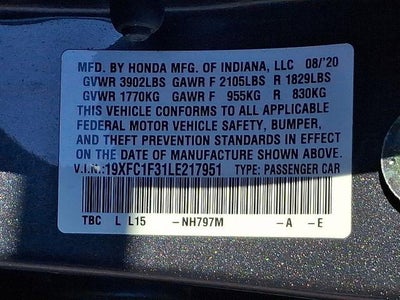 MFD. BY HONDA MFG. OF INDIANA, LLC 08/'20
GVWR 3902LBS GAWR F 2105LBS R 1829LBS
GVWR 1770KG GAWR F 955KG R 830KG
THIS VEHICLE CONFORMS TO ALL APPLICABLE
FEDERAL MOTOR VEHICLE SAFETY, BUMPER,
AND THEFT PREVENTION STANDARDS IN EFFECT
ON THE DATE OF MANUFACTURE SHOWN ABOVE.
V.I.N.:19XFC1F31LE217951 TYPE: PASSENGER CAR
TBC L L15 -NH797M -A -E